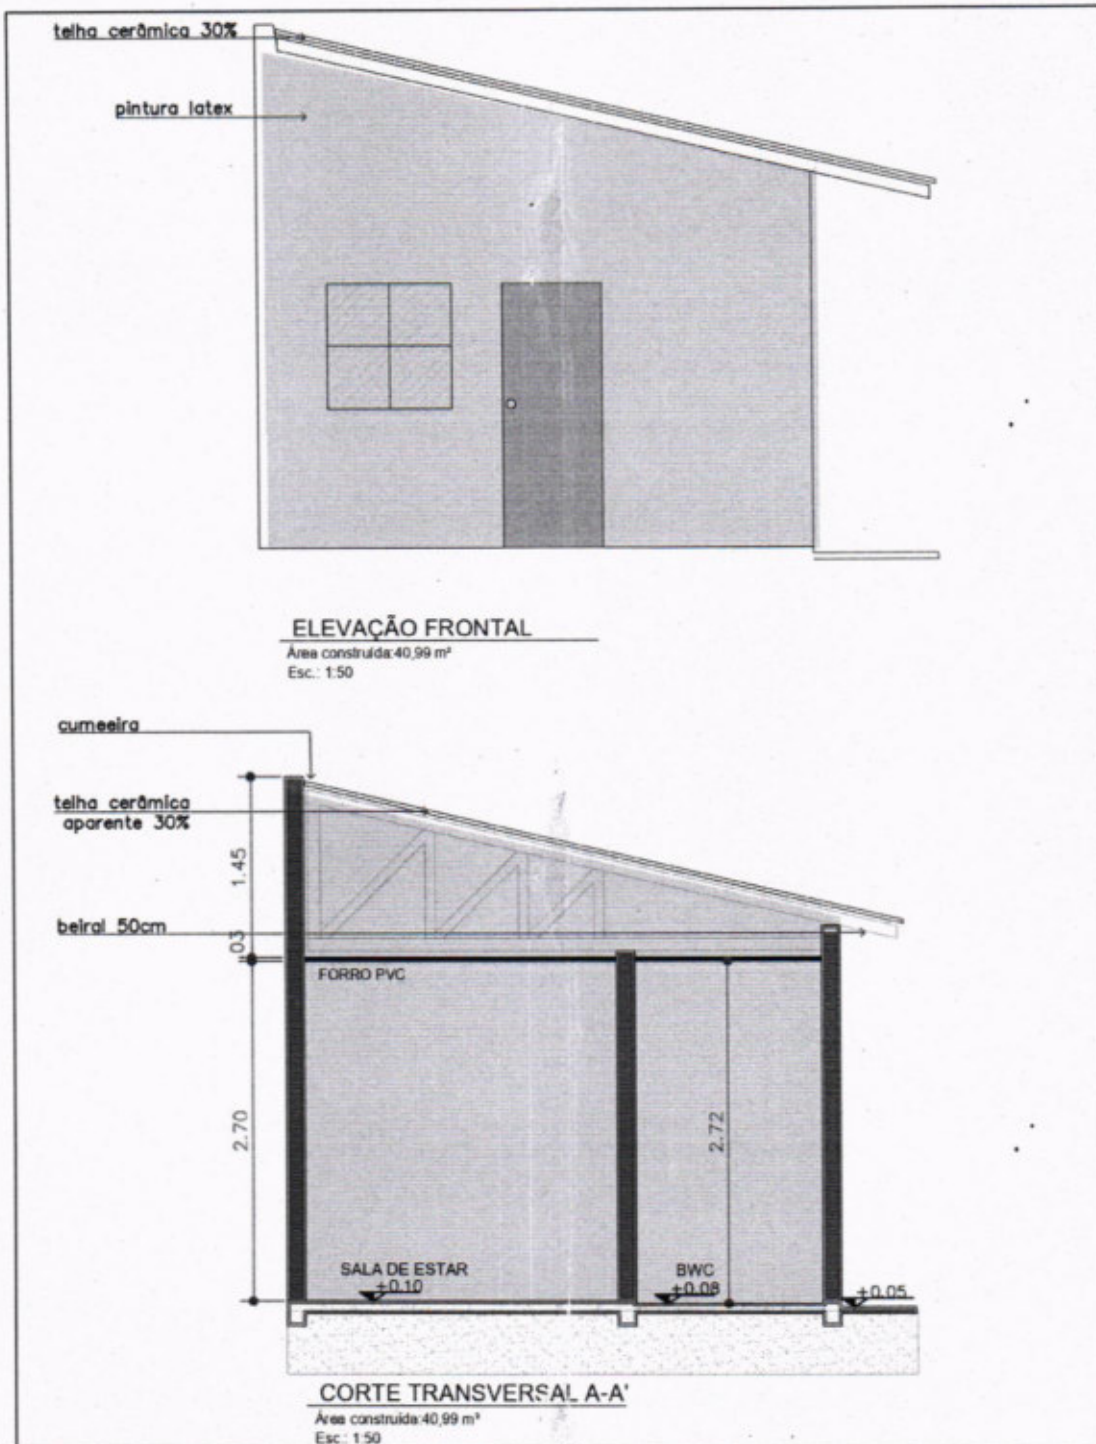 telha cerâmica 30%
pintura latex
ELEVAÇÃO FRONTAL
Área construída:40,99 m²
Esc.: 1:50
cumeeira
telha cerâmica
aparente 30%
1.45
beiral 50cm
.03
FORRO PVC
2.70
2.72
SALA DE ESTAR
+0.10
BWC
+0.08
+0.05
CORTE TRANSVERSAL A-A'
Área construída:40,99 m²
Esc.: 1:50